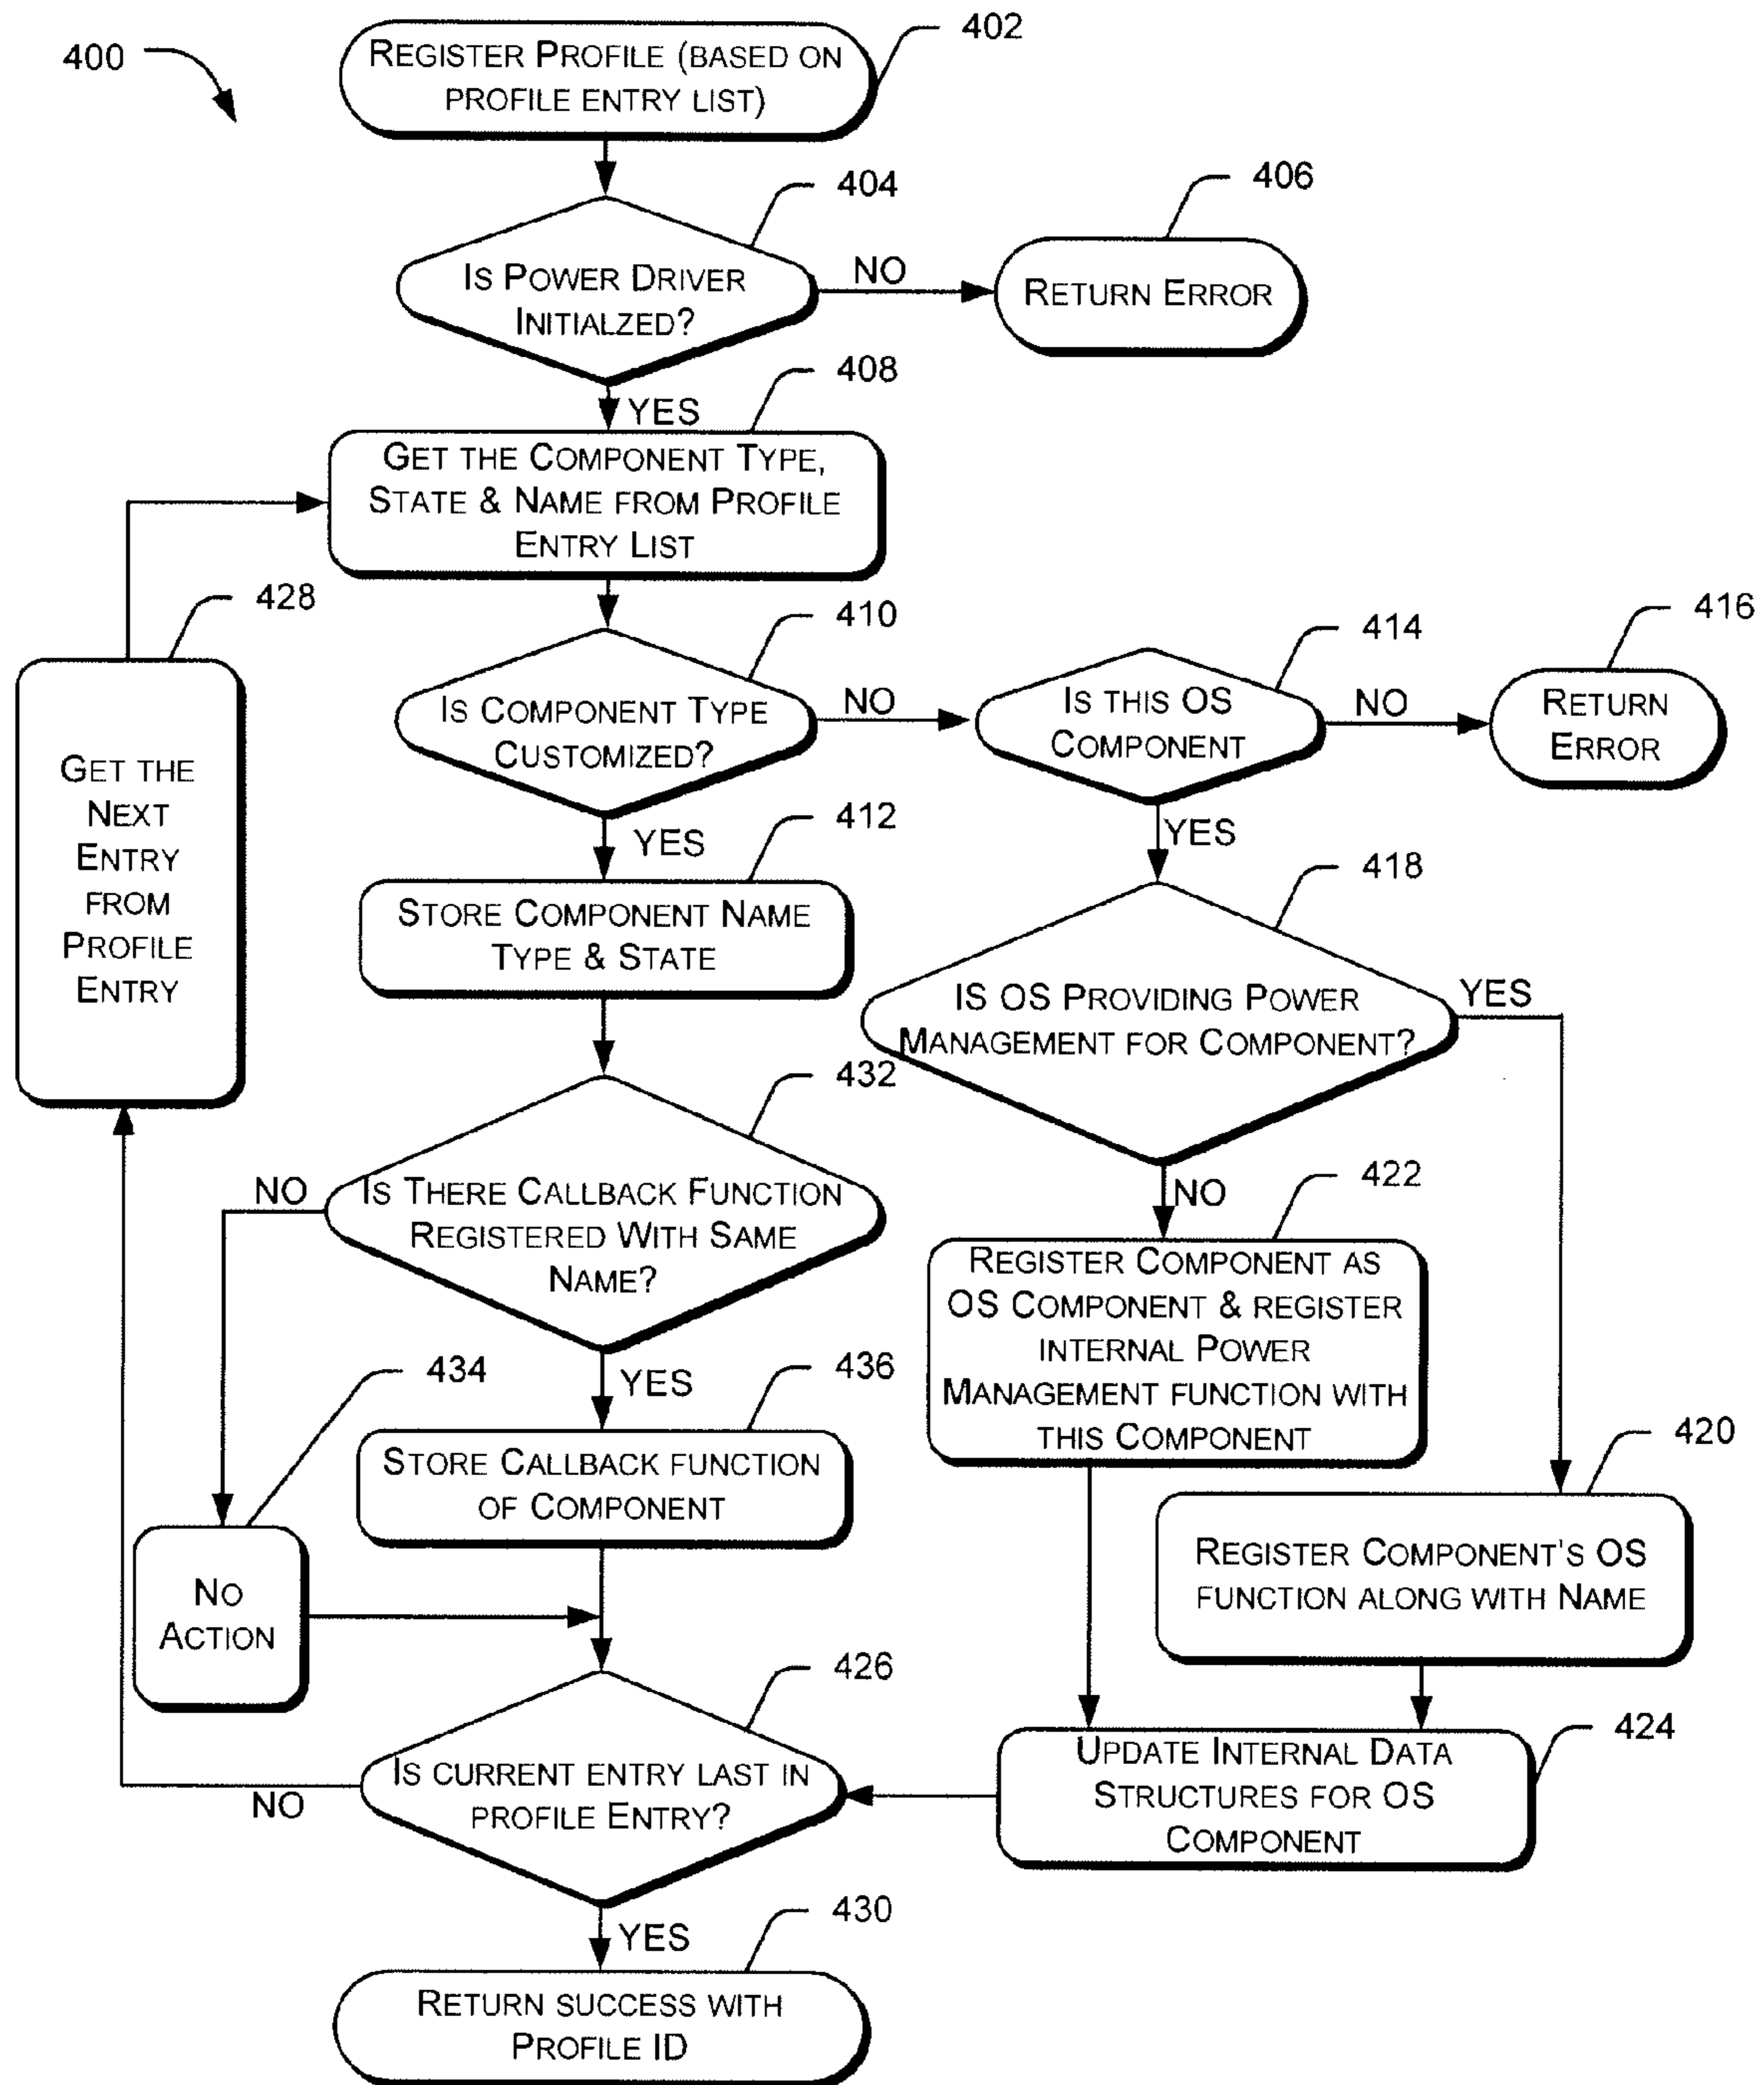 400
402
REGISTER PROFILE (BASED ON
PROFILE ENTRY LIST)
404
IS POWER DRIVER
INITIALZED?
NO
406
RETURN ERROR
YES
408
GET THE COMPONENT TYPE,
STATE & NAME FROM PROFILE
ENTRY LIST
428
GET THE
NEXT
ENTRY
FROM
PROFILE
ENTRY
410
IS COMPONENT TYPE
CUSTOMIZED?
NO
414
IS THIS OS
COMPONENT
NO
416
RETURN
ERROR
YES
412
STORE COMPONENT NAME
TYPE & STATE
YES
418
IS OS PROVIDING POWER
MANAGEMENT FOR COMPONENT?
YES
432
IS THERE CALLBACK FUNCTION
REGISTERED WITH SAME
NAME?
NO
NO
422
REGISTER COMPONENT AS
OS COMPONENT & REGISTER
INTERNAL POWER
MANAGEMENT FUNCTION WITH
THIS COMPONENT
434
NO
ACTION
YES
436
STORE CALLBACK FUNCTION
OF COMPONENT
420
REGISTER COMPONENT'S OS
FUNCTION ALONG WITH NAME
426
IS CURRENT ENTRY LAST IN
PROFILE ENTRY?
NO
424
UPDATE INTERNAL DATA
STRUCTURES FOR OS
COMPONENT
YES
430
RETURN SUCCESS WITH
PROFILE ID